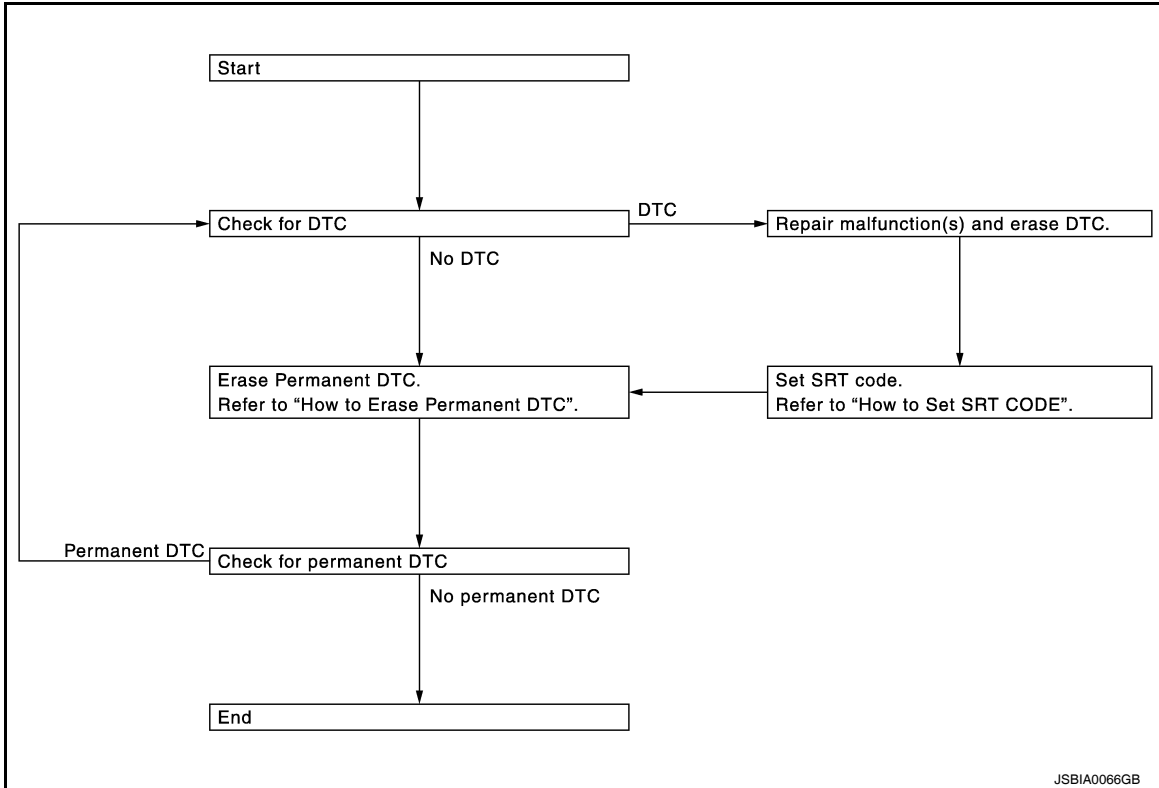 Start
Check for DTC
DTC
Repair malfunction(s) and erase DTC.
No DTC
Erase Permanent DTC.
Refer to “How to Erase Permanent DTC”.
Set SRT code.
Refer to “How to Set SRT CODE”.
Permanent DTC
Check for permanent DTC
No permanent DTC
End
JSBIA0066GB